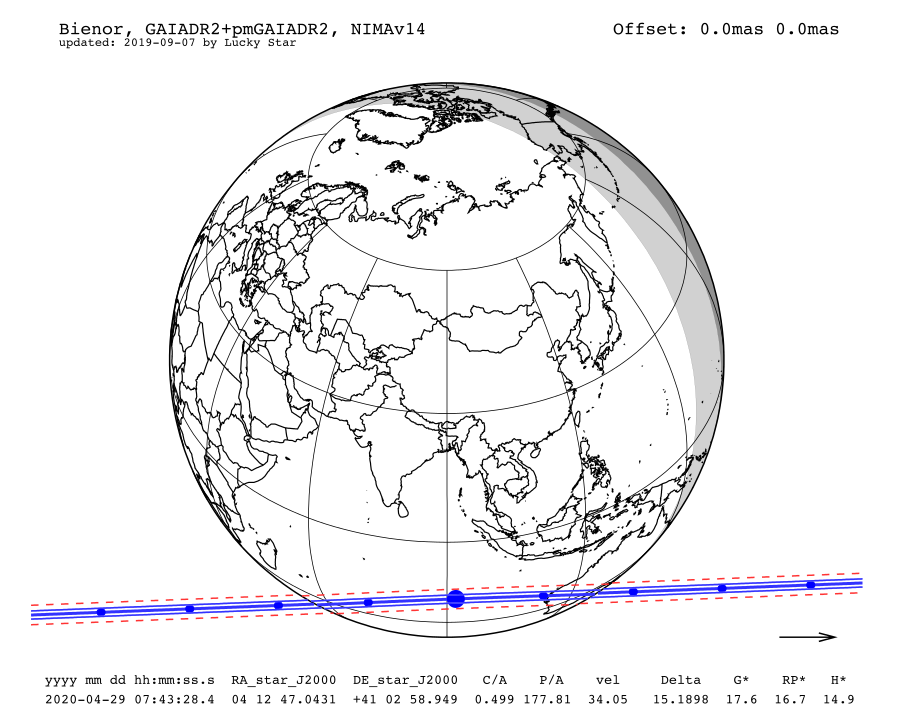 Bienor, GAIADR2+pmGAIADR2, NIMAv14 Offset: 0.0mas 0.0mas
updated: 2019-09-07 by Lucky Star
yyyy mm dd hh:mm:ss.s RA_star_J2000 DE_star_J2000 C/A P/A vel Delta G* RP* H*
2020-04-29 07:43:28.4 04 12 47.0431 +41 02 58.949 0.499 177.81 34.05 15.1898 17.6 16.7 14.9